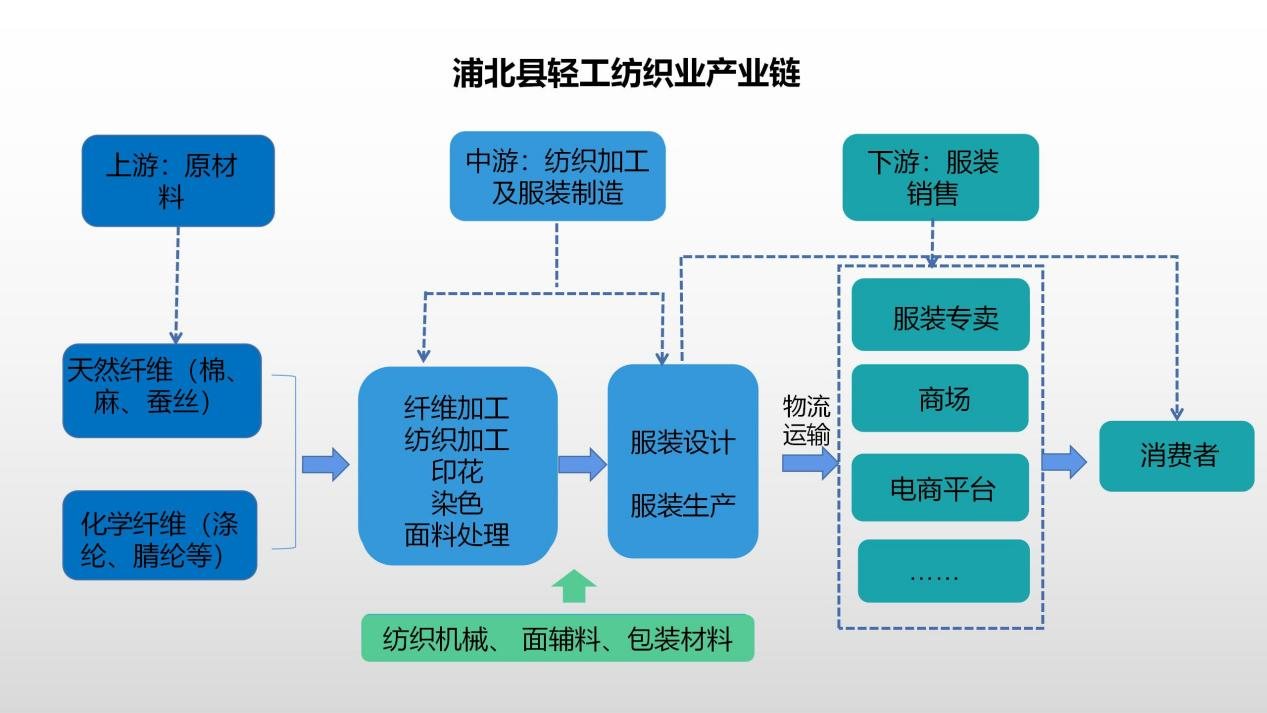 浦北县轻工纺织业产业链
上游：原材
料
中游：纺织加工
及服装制造
下游：服装
销售
天然纤维（棉、
麻、蚕丝）
化学纤维（涤
纶、腈纶等）
纤维加工
纺织加工
印花
染色
面料处理
服装设计
服装生产
物流
运输
服装专卖
商场
电商平台
……
消费者
纺织机械、 面辅料、包装材料